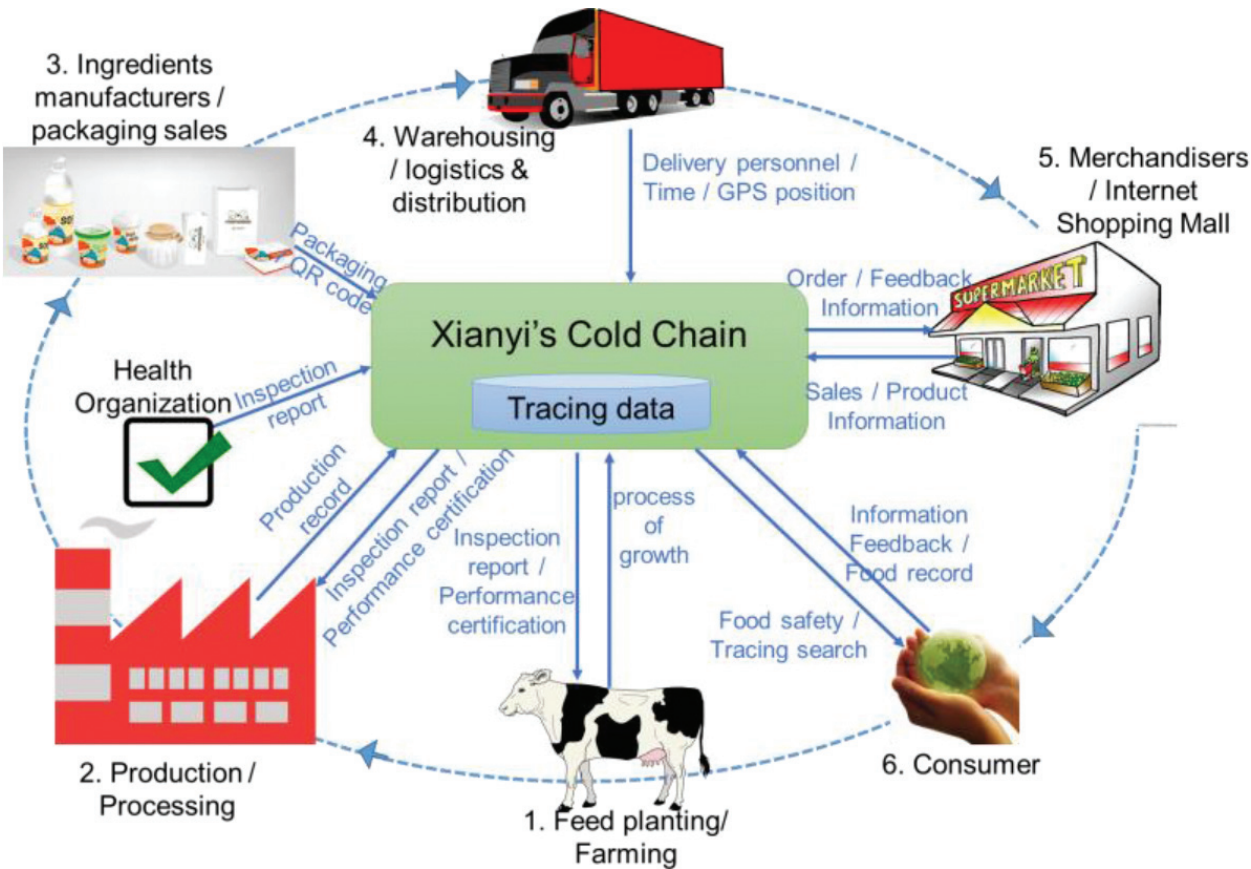 3. Ingredients
manufacturers /
packaging sales
4. Warehousing
/ logistics &
distribution
Delivery personnel /
Time / GPS position
5. Merchandisers
/ Internet
Shopping Mall
SUPERMARKET
Packaging
/ QR code
Order / Feedback
Information
Xianyi's Cold Chain
Tracing data
Sales / Product
Information
Health
Organization
Inspection
report
Production
record
Inspection report /
Performance certification
Inspection
report /
Performance
certification
process
of
growth
Information
Feedback /
Food record
Food safety /
Tracing search
2. Production /
Processing
1. Feed planting/
Farming
6. Consumer